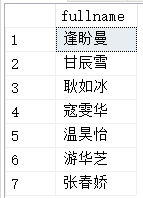 fullname
1 逄盼曼
2 甘辰雪
3 耿如冰
4 寇雯华
5 温昊怡
6 游华芝
7 张春娇